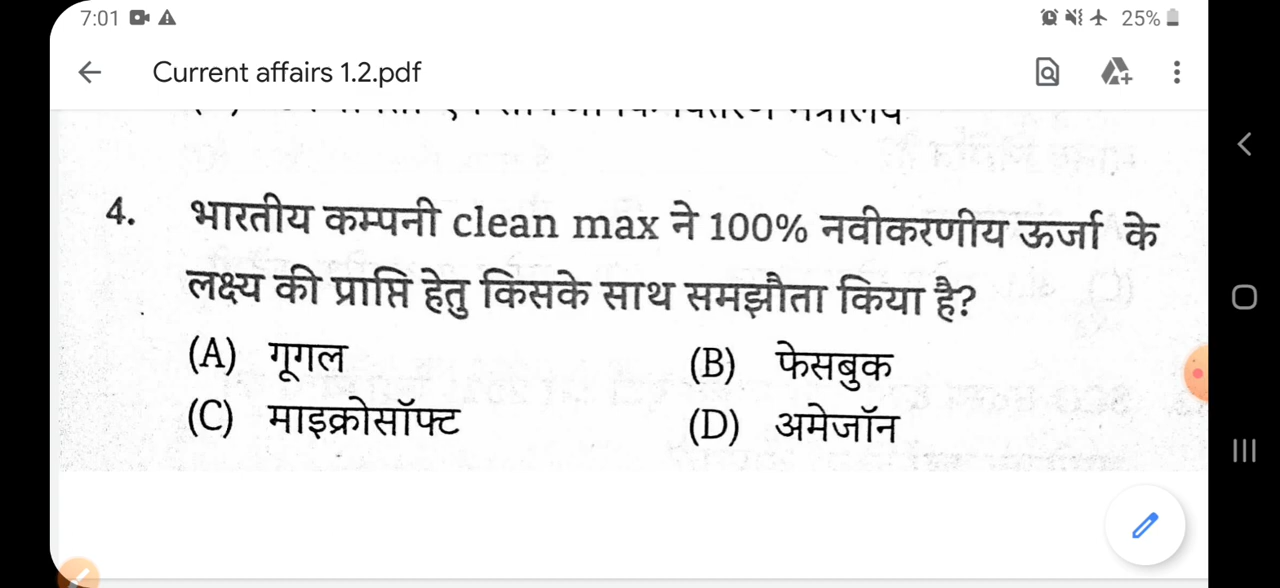 7:01 25%
Current affairs 1.2.pdf
4. भारतीय कम्पनी clean max ने 100% नवीकरणीय ऊर्जा के
लक्ष्य की प्राप्ति हेतु किसके साथ समझौता किया है?
(A) गूगल (B) फेसबुक
(C) माइक्रोसॉफ्ट (D) अमेजॉन